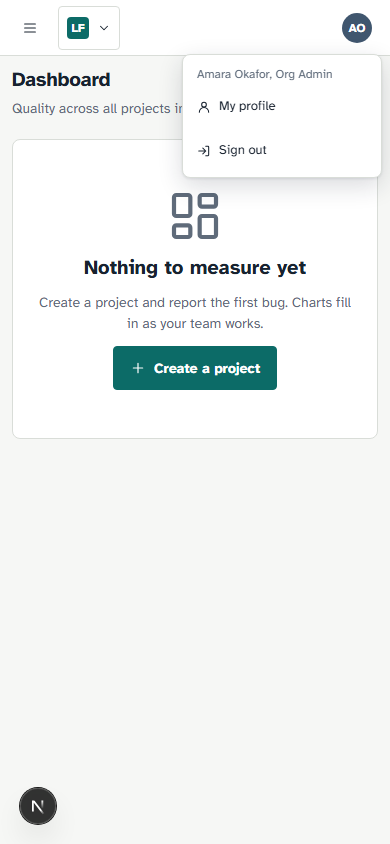 LF
AO
Amara Okafor, Org Admin
My profile
Sign out
Dashboard
Quality across all projects in
Nothing to measure yet
Create a project and report the first bug. Charts fill
in as your team works.
Create a project
N